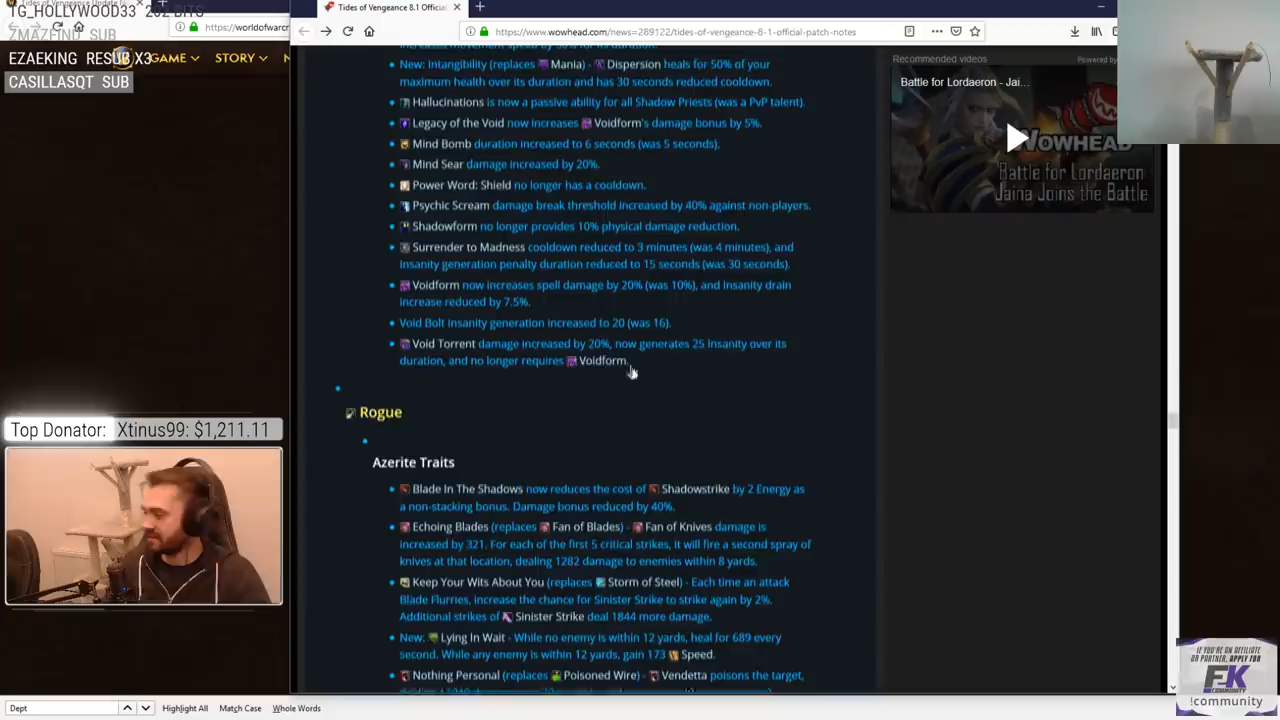 TG_HOLLYWOOD33 202 BITS
ZMAZFIND SUB
EZAEKING RESUB X3
CASILLASQT SUB
https://worldofwarcr
GAME
STORY
Tides of Vengeance 8.1 Official
https://www.wowhead.com/news=289122/tides-of-vengeance-8-1-official-patch-notes
New: Intangibility (replaces Mania) - Dispersion heals for 50% of your
maximum health over its duration and has 30 seconds reduced cooldown.
Hallucinations is now a passive ability for all Shadow Priests (was a PvP talent).
Legacy of the Void now increases Voidform's damage bonus by 5%.
Mind Bomb duration increased to 6 seconds (was 5 seconds).
Mind Sear damage increased by 20%.
Power Word: Shield no longer has a cooldown.
Psychic Scream damage break threshold increased by 40% against non-players.
Shadowform no longer provides 10% physical damage reduction.
Surrender to Madness cooldown reduced to 3 minutes (was 4 minutes), and
Insanity generation penalty duration reduced to 15 seconds (was 30 seconds).
Voidform now increases spell damage by 20% (was 10%), and Insanity drain
increase reduced by 7.5%.
Void Bolt Insanity generation increased to 20 (was 16).
Void Torrent damage increased by 20%, now generates 25 Insanity over its
duration, and no longer requires Voidform.
Rogue
Azerite Traits
Blade In The Shadows now reduces the cost of Shadowstrike by 2 Energy as
a non-stacking bonus. Damage bonus reduced by 40%.
Echoing Blades (replaces Fan of Blades) - Fan of Knives damage is
increased by 321. For each of the first 5 critical strikes, it will fire a second spray of
knives at that location, dealing 1282 damage to enemies within 8 yards.
Keep Your Wits About You (replaces Storm of Steel) - Each time an attack
Blade Flurries, increase the chance for Sinister Strike to strike again by 2%.
Additional strikes of Sinister Strike deal 1844 more damage.
New: Lying In Wait - While no enemy is within 12 yards, heal for 689 every
second. While any enemy is within 12 yards, gain 173 Speed.
Nothing Personal (replaces Poisoned Wire) - Vendetta poisons the target,
Recommended videos
Powered by
Battle for Lordaeron - Jai...
WOWHEAD
Battle for Lordaeron
Jaina Joins the Battle
Top Donator: Xtinus99: $1,211.11
IF YOU'RE AN AFFILIATE
OR PARTNER, APPLY FOR
!community
Dept
Highlight All
Match Case
Whole Words